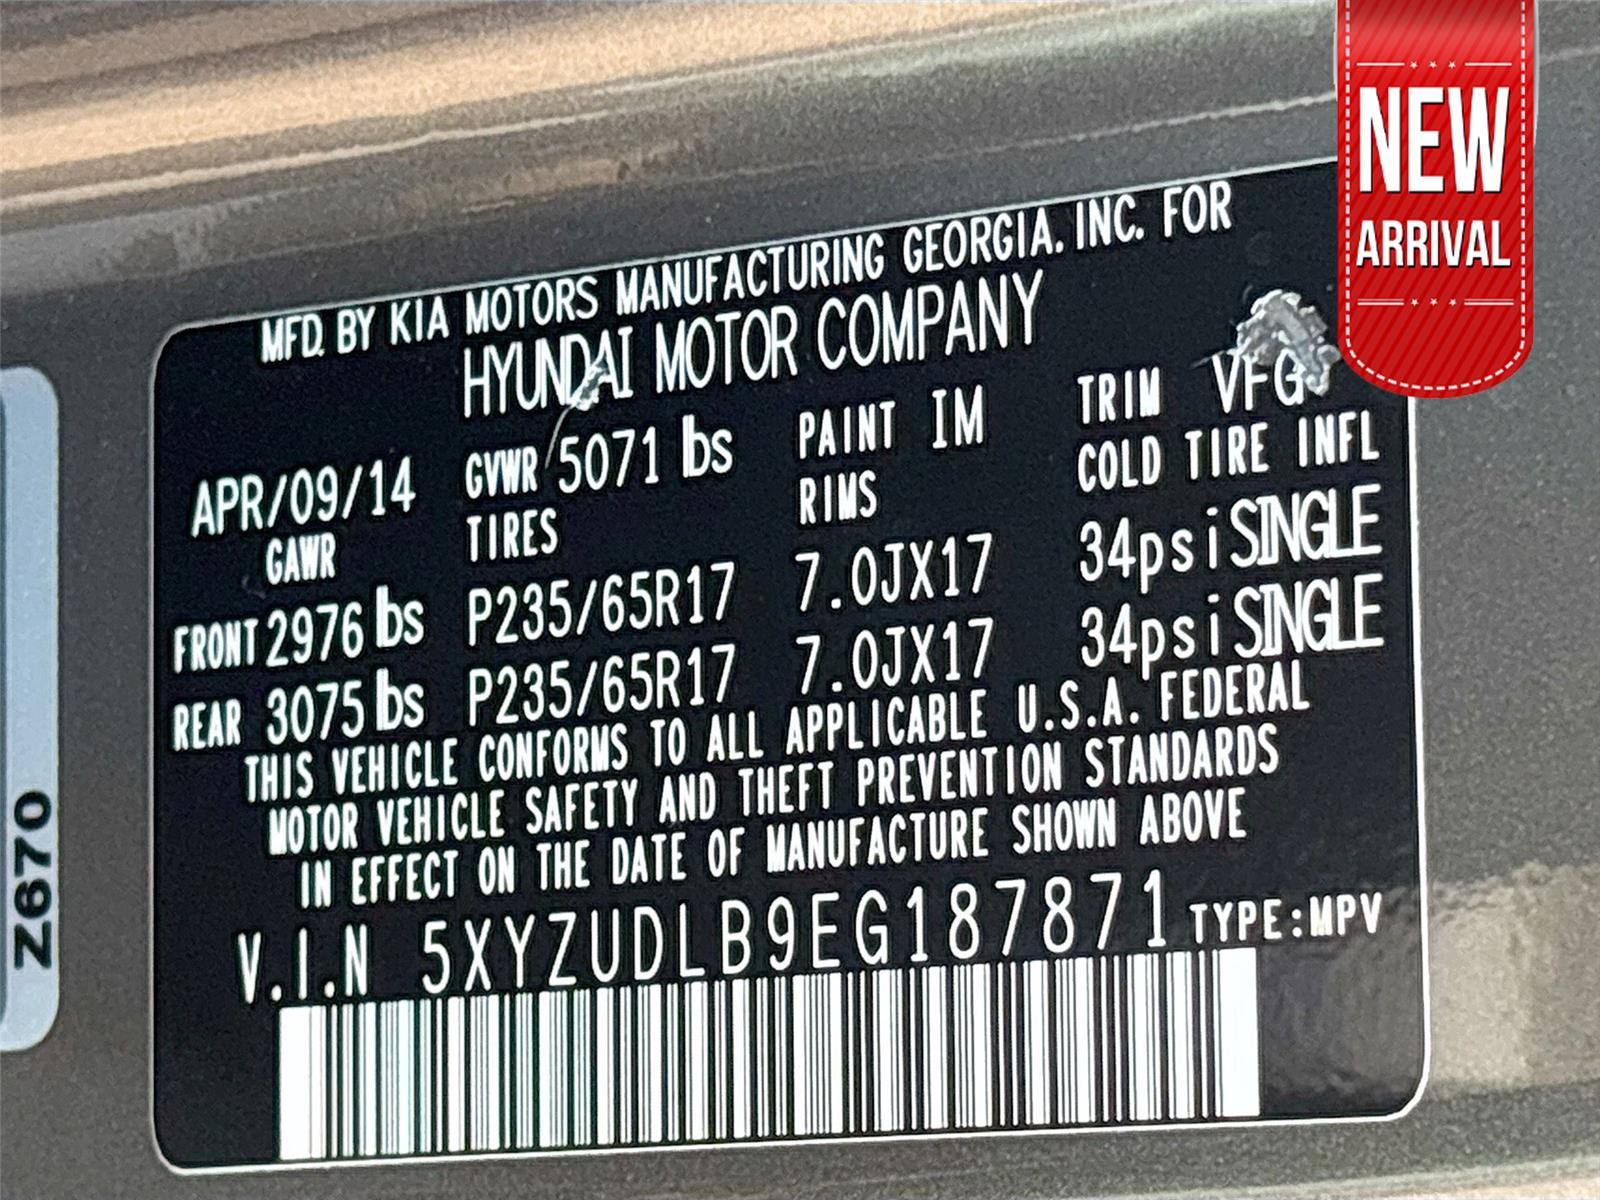 NEW
ARRIVAL
MFD. BY KIA MOTORS MANUFACTURING GEORGIA. INC. FOR
HYUNDAI MOTOR COMPANY
APR/09/14 GVWR 5071 lbs PAINT IM TRIM VFG
GAWR TIRES RIMS COLD TIRE INFL
FRONT 2976 lbs P235/65R17 7.0JX17 34psi SINGLE
REAR 3075 lbs P235/65R17 7.0JX17 34psi SINGLE
THIS VEHICLE CONFORMS TO ALL APPLICABLE U.S.A. FEDERAL
MOTOR VEHICLE SAFETY AND THEFT PREVENTION STANDARDS
IN EFFECT ON THE DATE OF MANUFACTURE SHOWN ABOVE
V.I.N 5XYZUDLB9EG187871 TYPE:MPV
Z670